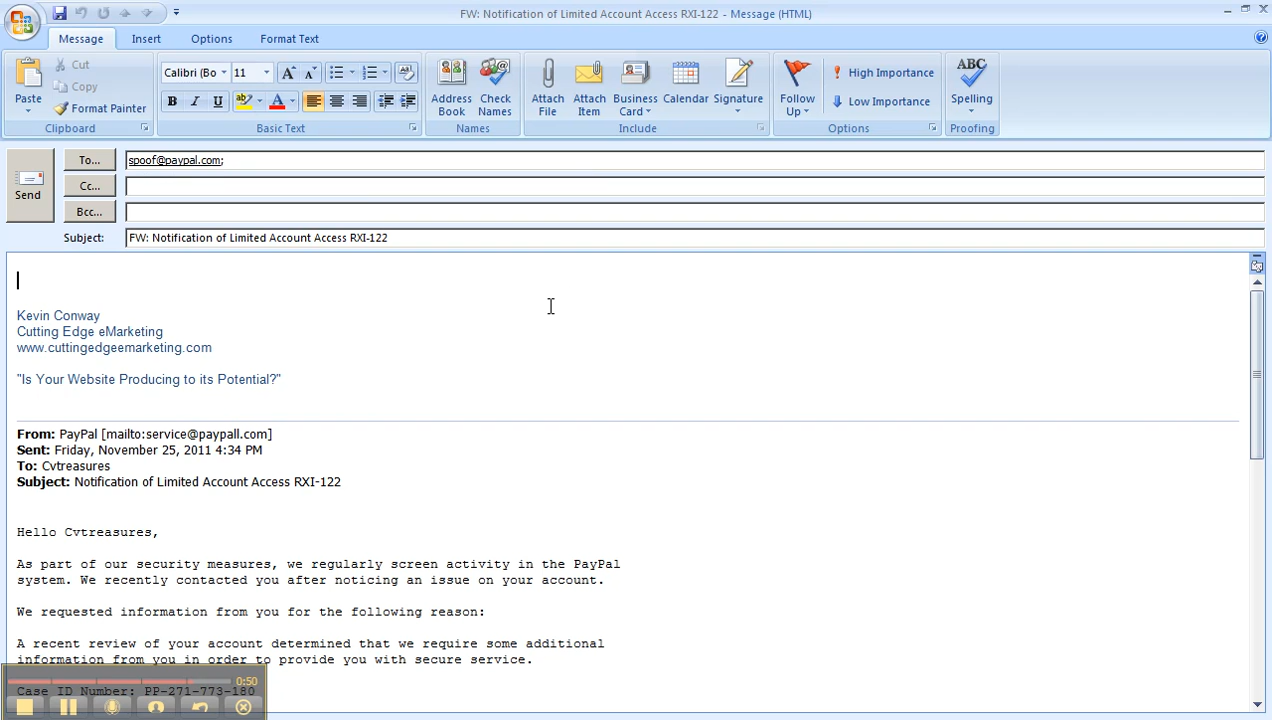 FW: Notification of Limited Account Access RXI-122 - Message (HTML)
Message Insert Options Format Text
Paste
Cut
Copy
Format Painter
Clipboard
Calibri (Bo 11
B I U
Basic Text
Address Book
Check Names
Names
Attach File
Attach Item
Business Card
Calendar
Signature
Include
Follow Up
High Importance
Low Importance
Options
ABC
Spelling
Proofing
Send
To... spoof@paypal.com;
Cc...
Bcc...
Subject: FW: Notification of Limited Account Access RXI-122
Kevin Conway
Cutting Edge eMarketing
www.cuttingedgeemarketing.com
"Is Your Website Producing to its Potential?"
From: PayPal [mailto:service@paypall.com]
Sent: Friday, November 25, 2011 4:34 PM
To: Cvtreasures
Subject: Notification of Limited Account Access RXI-122
Hello Cvtreasures,
As part of our security measures, we regularly screen activity in the PayPal
system. We recently contacted you after noticing an issue on your account.
We requested information from you for the following reason:
A recent review of your account determined that we require some additional
information from you in order to provide you with secure service.
Case ID Number: PP-271-773-180
0:50